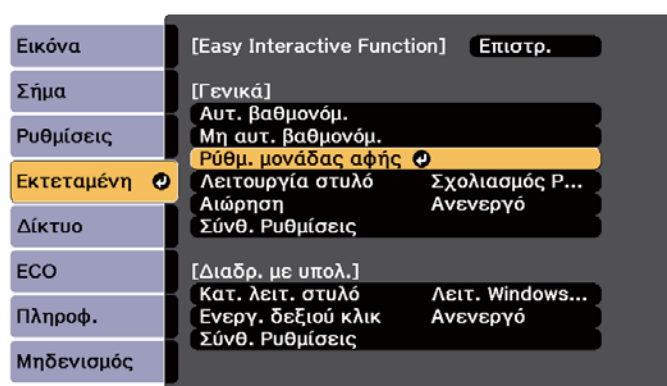 Εικόνα
Σήμα
Ρυθμίσεις
Εκτεταμένη
Δίκτυο
ECO
Πληροφ.
Μηδενισμός
[Easy Interactive Function] Επιστρ.
[Γενικά]
Αυτ. βαθμονόμ.
Μη αυτ. βαθμονόμ.
Ρύθμ. μονάδας αφής
Λειτουργία στυλό Σχολιασμός Ρ...
Αιώρηση Ανενεργό
Σύνθ. Ρυθμίσεις
[Διαδρ. με υπολ.]
Κατ. λειτ. στυλό Λειτ. Windows...
Ενεργ. δεξιού κλικ Ανενεργό
Σύνθ. Ρυθμίσεις